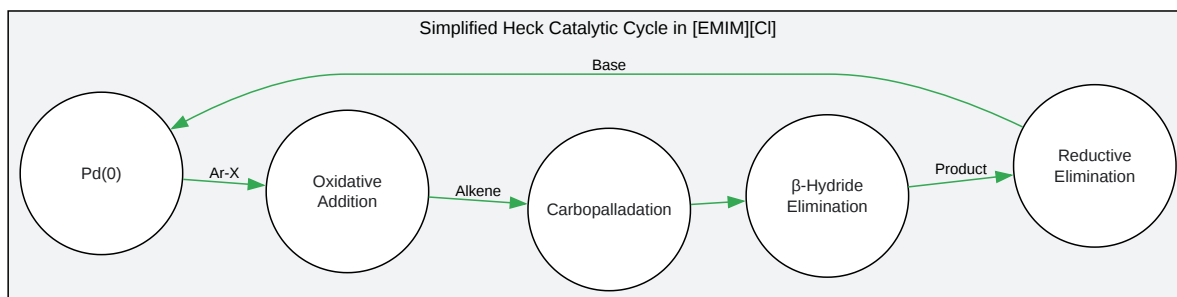 Simplified Heck Catalytic Cycle in [EMIM][Cl]
Base
Pd(0)
Ar-X
Oxidative
Addition
Alkene
Carbopalladation
β-Hydride
Elimination
Product
Reductive
Elimination